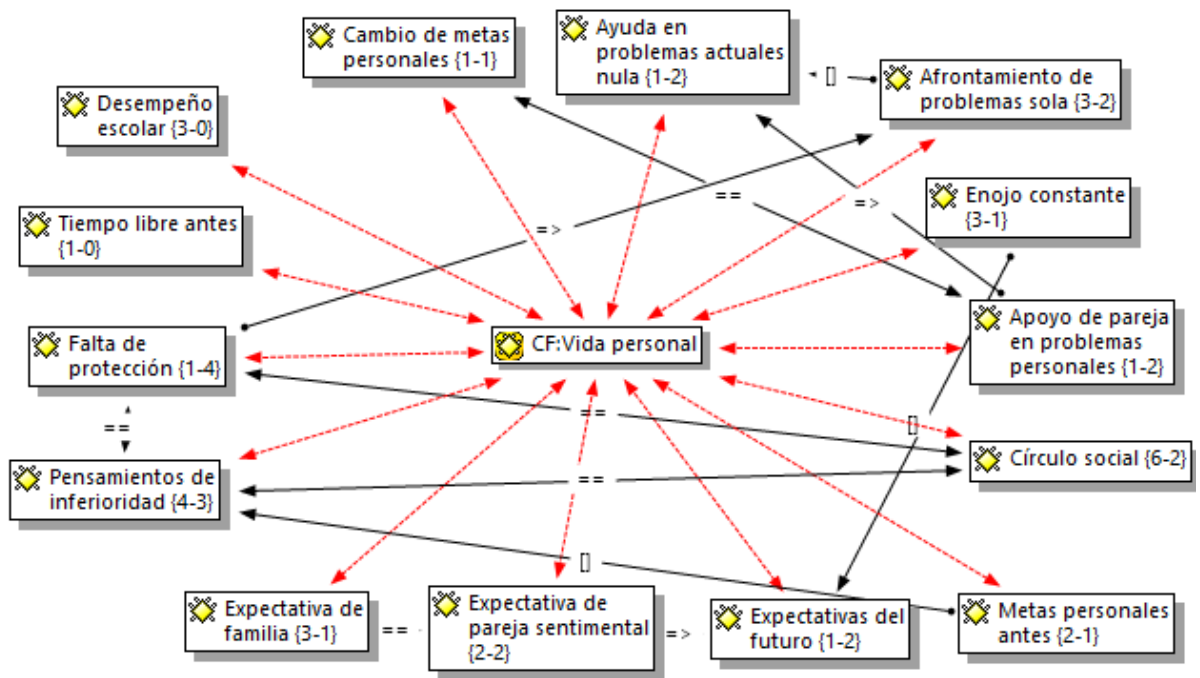 Cambio de metas
personales {1-1}
Ayuda en
problemas actuales
nula {1-2}
[]
Afrontamiento de
problemas sola {3-2}
Desempeño
escolar {3-0}
==
=>
Enojo constante
{3-1}
Tiempo libre antes
{1-0}
=>
Falta de
protección {1-4}
CF:Vida personal
Apoyo de pareja
en problemas
personales {1-2}
==
==
[]
Pensamientos de
inferioridad {4-3}
==
Círculo social {6-2}
[]
Expectativa de
familia {3-1}
==
Expectativa de
pareja sentimental
{2-2}
=>
Expectativas del
futuro {1-2}
Metas personales
antes {2-1}